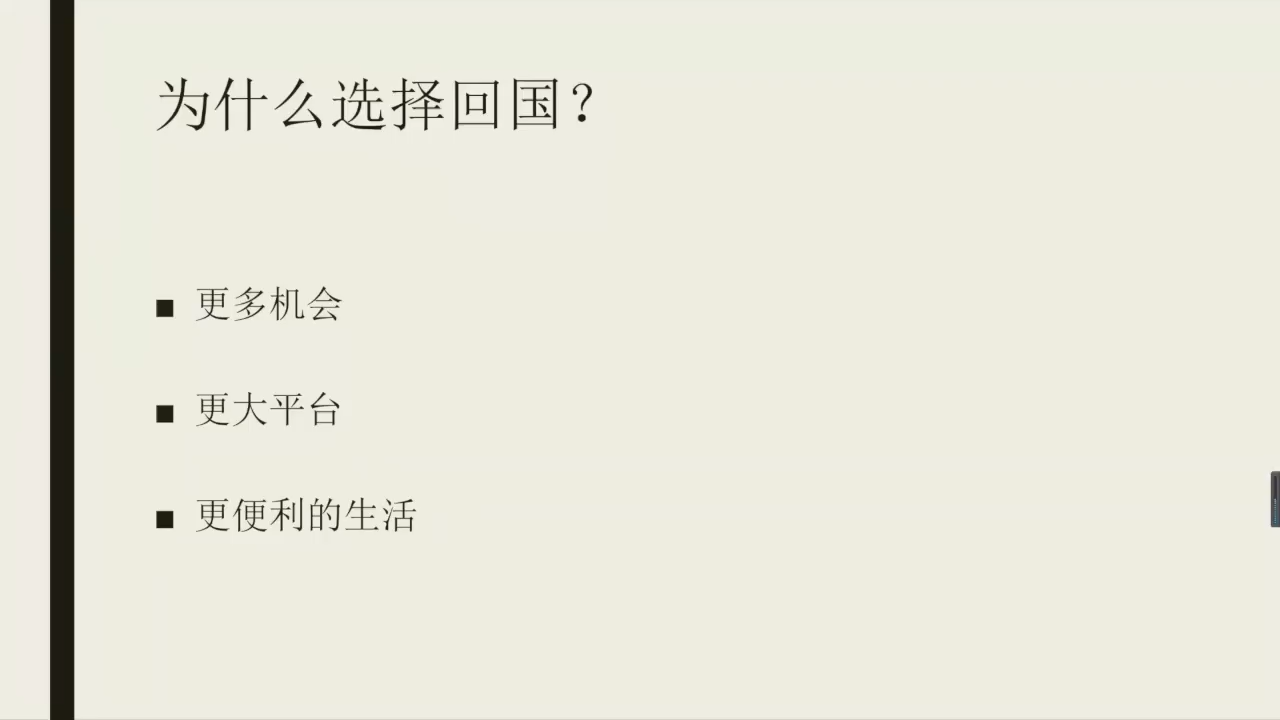 为什么选择回国？
更多机会
更大平台
更便利的生活